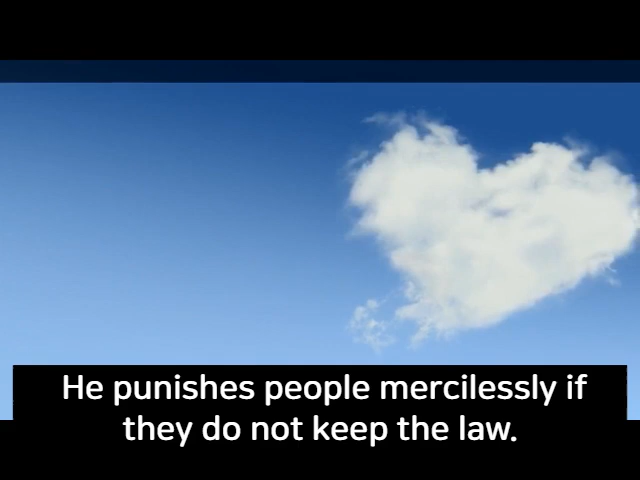 He punishes people mercilessly if
they do not keep the law.